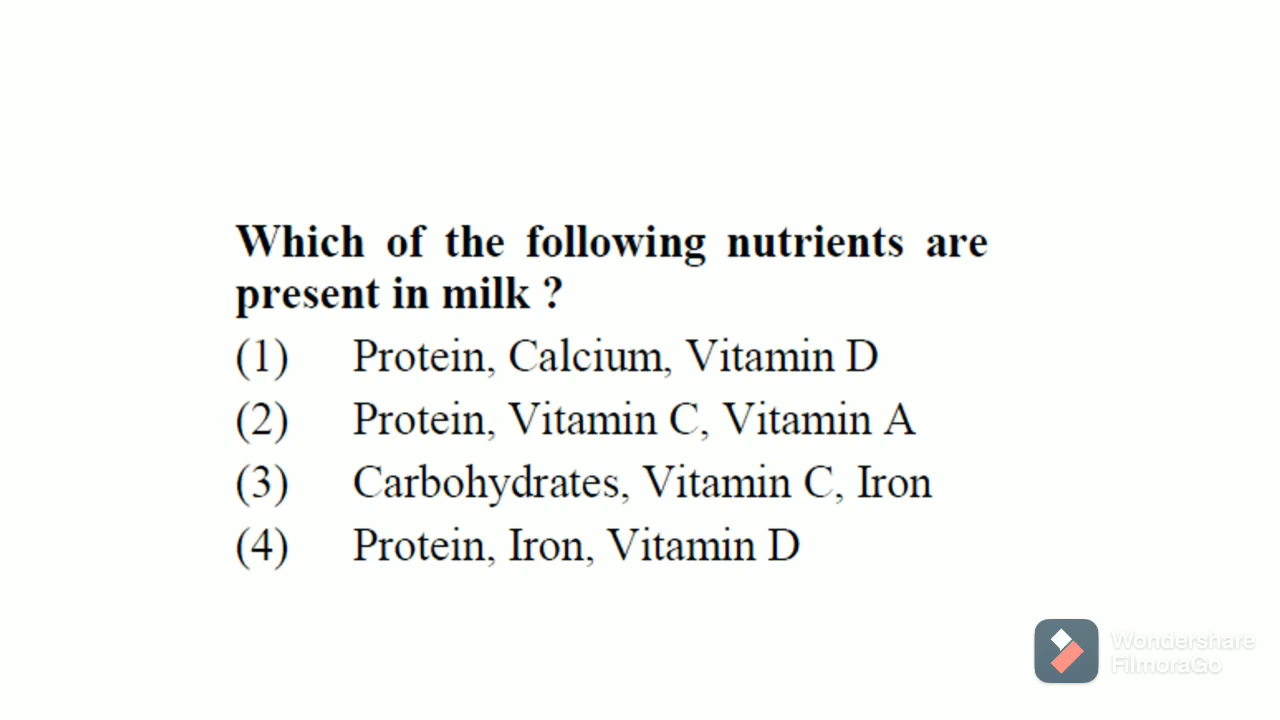 Which of the following nutrients are
present in milk ?
(1) Protein, Calcium, Vitamin D
(2) Protein, Vitamin C, Vitamin A
(3) Carbohydrates, Vitamin C, Iron
(4) Protein, Iron, Vitamin D
Wondershare
FilmoraGo